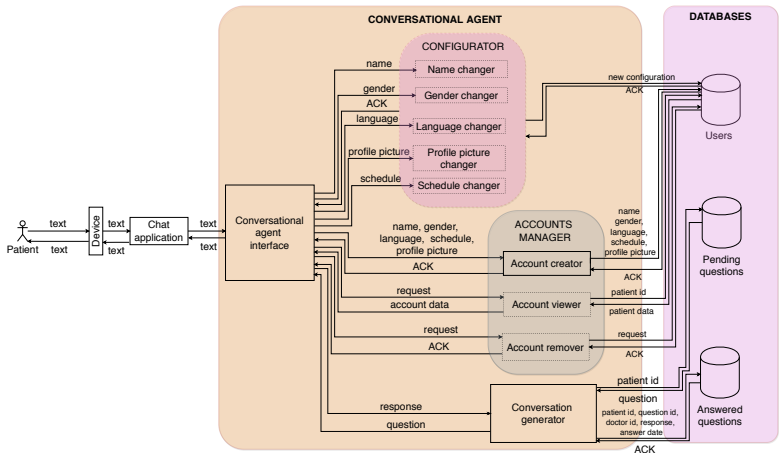 CONVERSATIONAL AGENT
DATABASES
CONFIGURATOR
name
Name changer
gender
Gender changer
ACK
language
Language changer
profile picture
Profile picture
changer
schedule
Schedule changer
new configuration
ACK
Users
Patient
text
text
Device
text
text
Chat
application
text
text
Conversational
agent
interface
ACCOUNTS
MANAGER
name, gender,
language, schedule,
profile picture
ACK
Account creator
name
gender,
language,
schedule,
profile picture
ACK
request
account data
Account viewer
patient id
patient data
request
ACK
Account remover
request
ACK
Pending
questions
response
question
Conversation
generator
patient id
question
patient id, question id,
doctor id, response,
answer date
ACK
Answered
questions